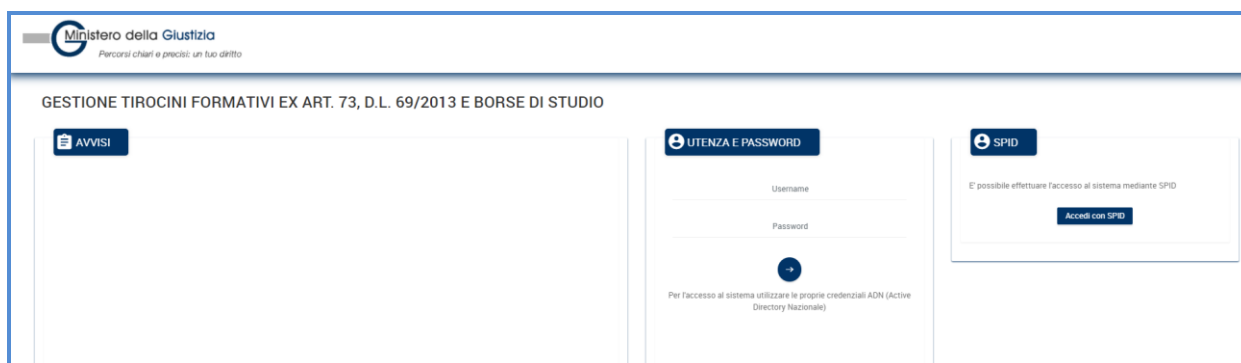 Ministero della Giustizia
Percorsi chiari e precisi: un tuo diritto
GESTIONE TIROCINI FORMATIVI EX ART. 73, D.L. 69/2013 E BORSE DI STUDIO
AVVISI
UTENZA E PASSWORD
Username
Password
Per l'accesso al sistema utilizzare le proprie credenziali ADN (Active
Directory Nazionale)
SPID
E' possibile effettuare l'accesso al sistema mediante SPID
Accedi con SPID